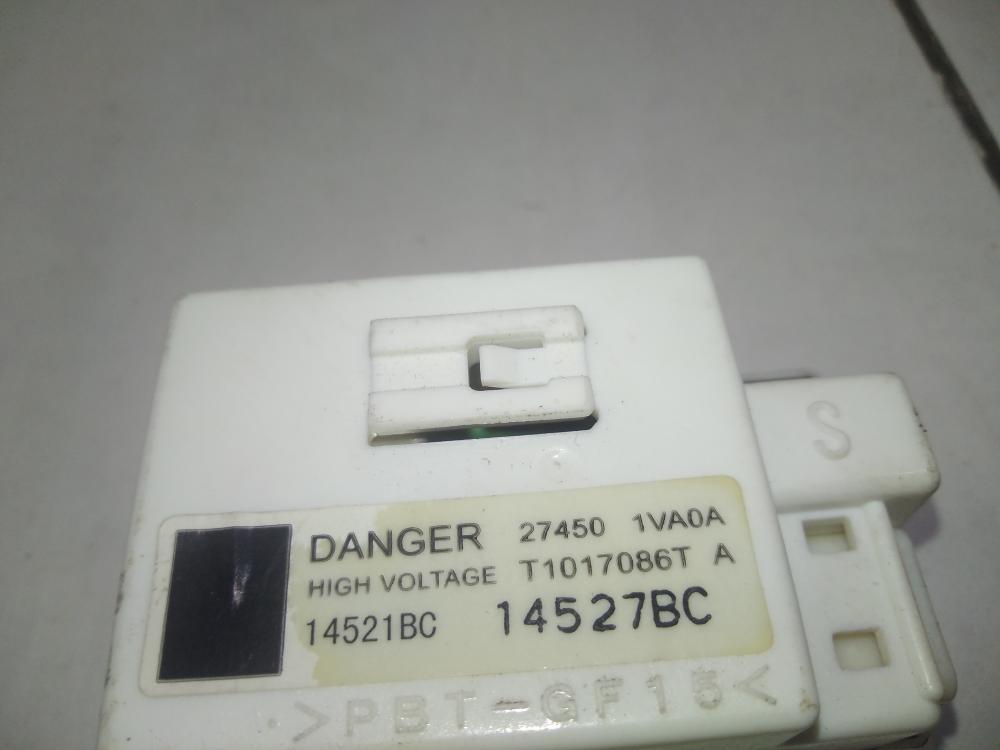 S
DANGER 27450 1VA0A
HIGH VOLTAGE T1017086T A
14521BC 14527BC
>PBT-GF15<